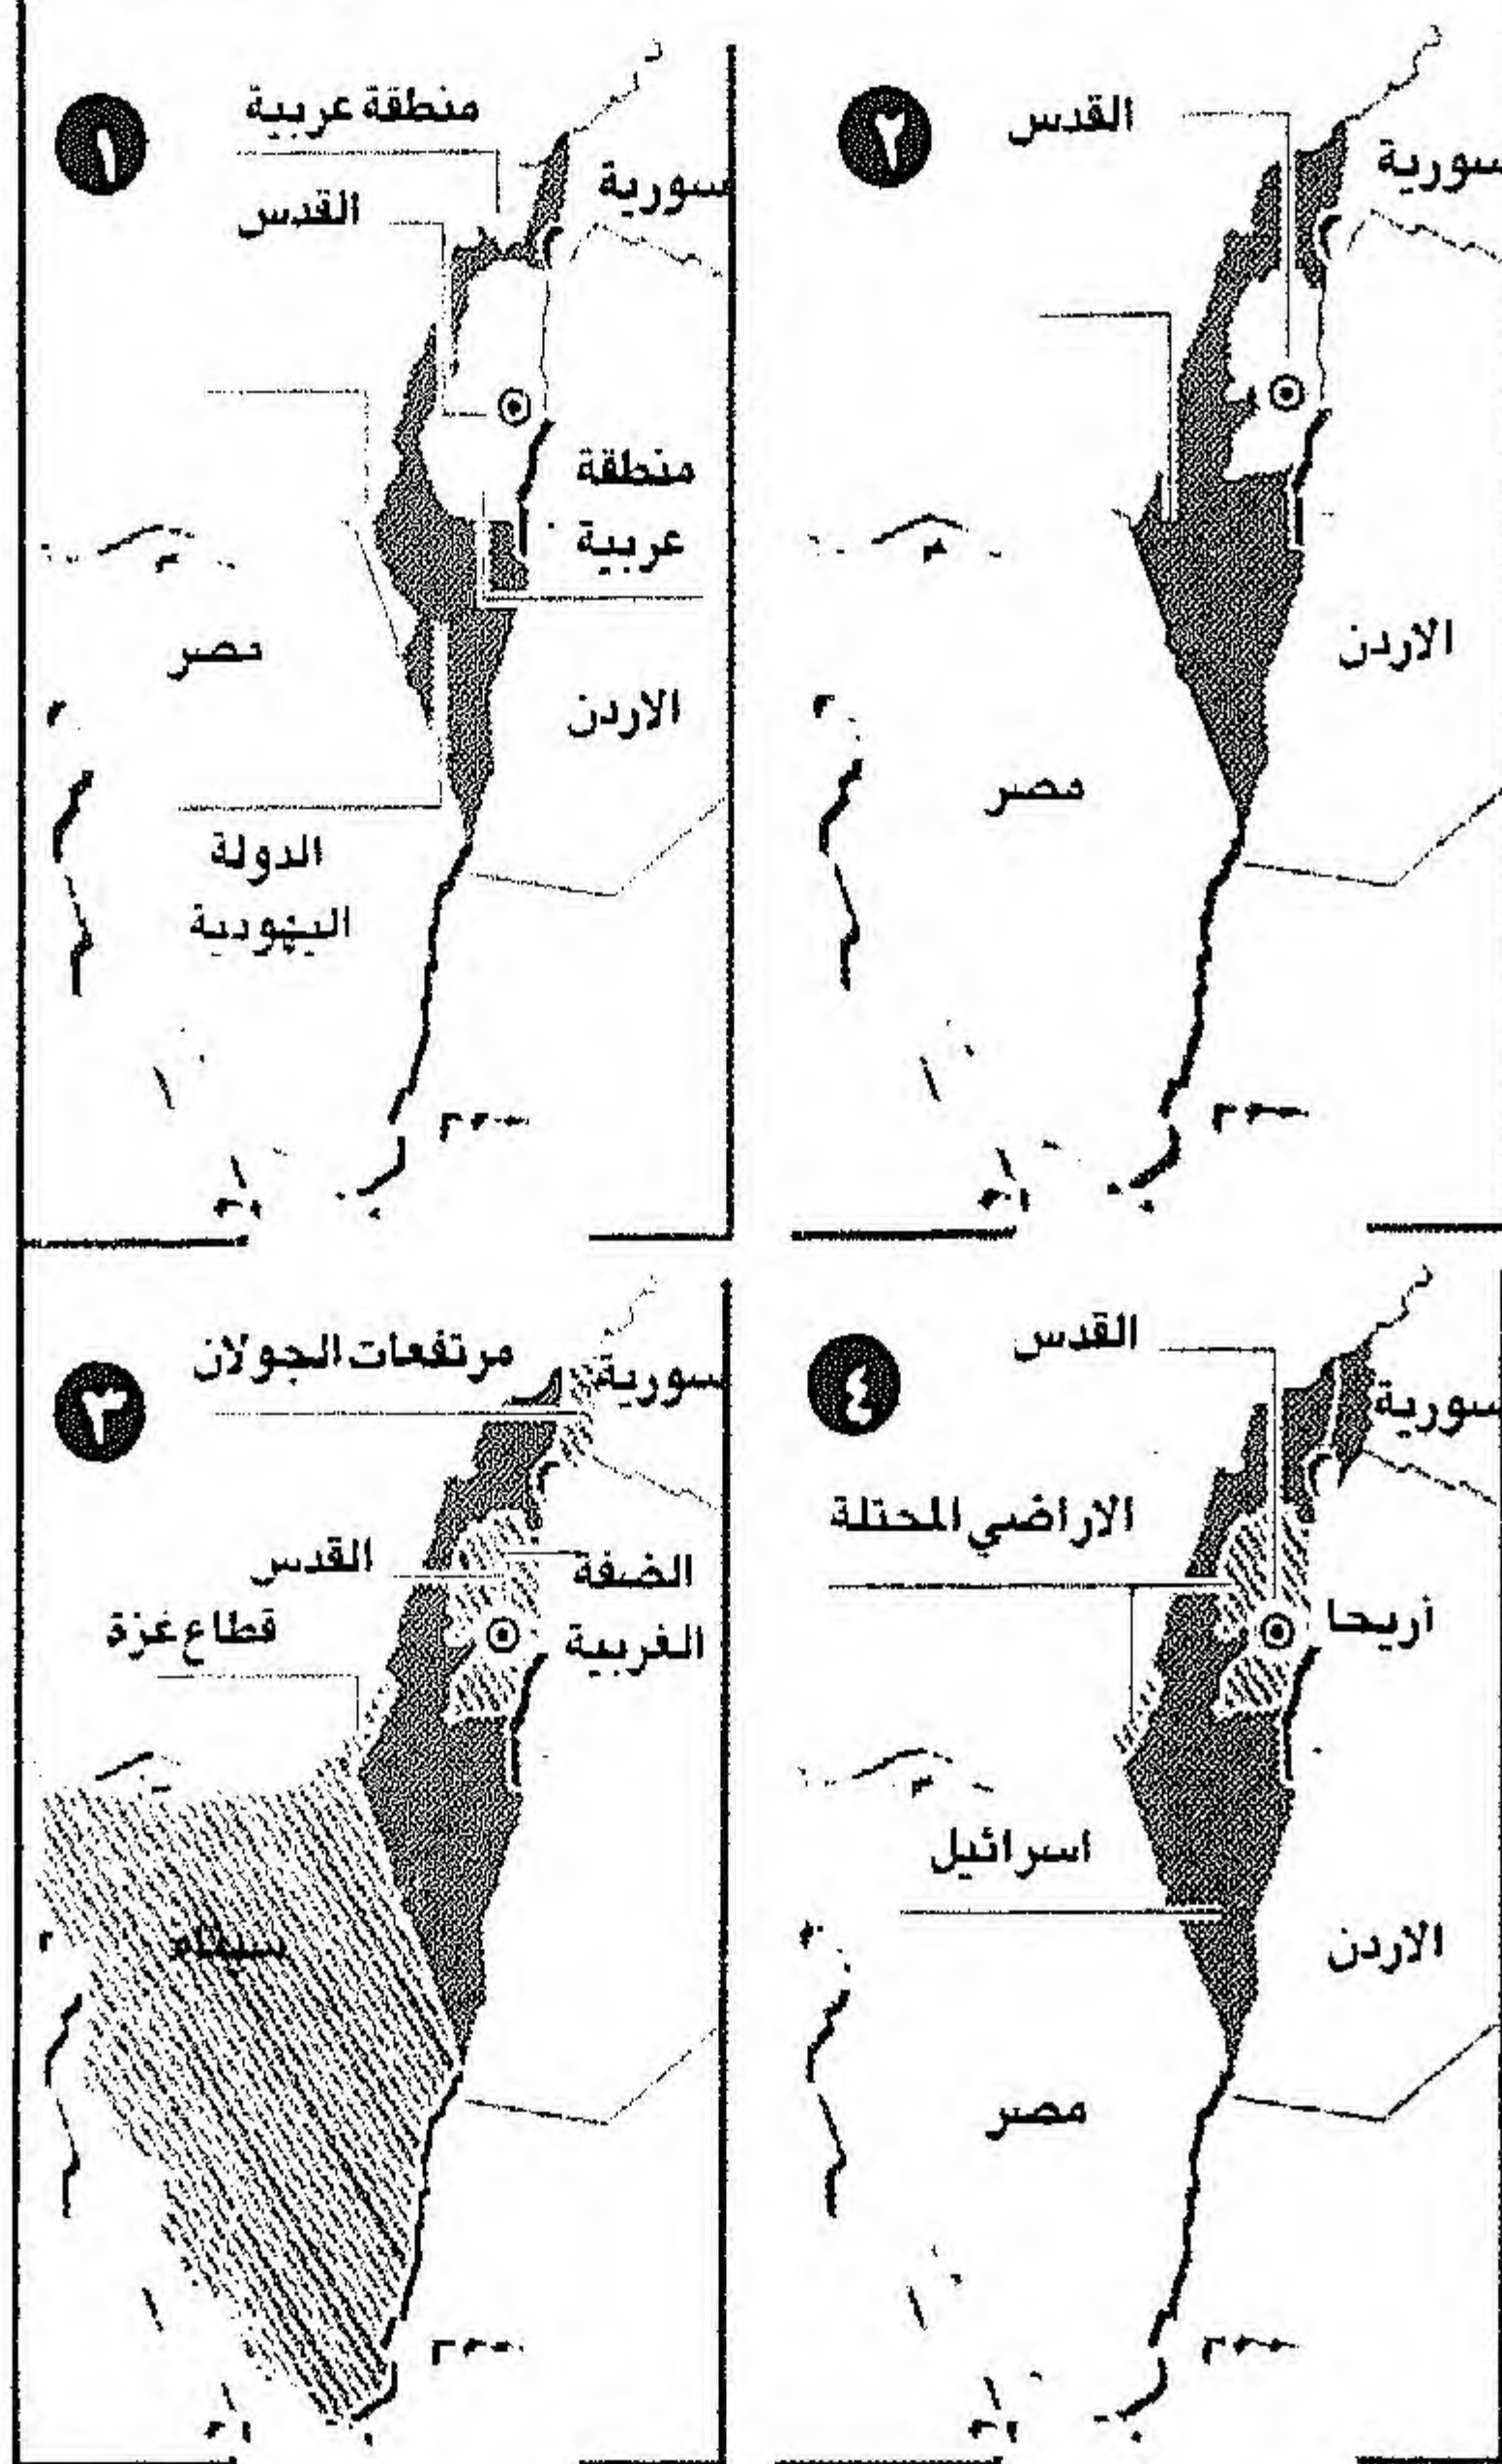 ١
منطقة عربية
القدس
سورية
منطقة
عربية
مصر
الاردن
الدولة
اليهودية
٢
القدس
سورية
الاردن
مصر
٣
مرتفعات الجولان
سورية
القدس
الضفة
الغربية
قطاع غزة
سيناء
٤
القدس
سورية
الاراضي المحتلة
أريحا
اسرائيل
الاردن
مصر